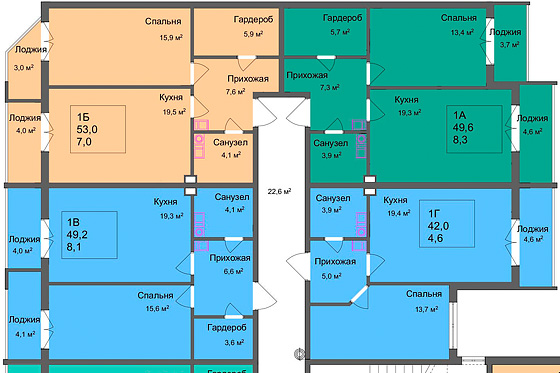 Спальня
15,9 м²
Гардероб
5,9 м²
Гардероб
5,7 м²
Спальня
13,4 м²
Лоджия
3,7 м²
Лоджия
3,0 м²
Прихожая
7,6 м²
Прихожая
7,3 м²
Кухня
19,5 м²
1Б
53,0
7,0
Лоджия
4,0 м²
Санузел
4,1 м²
Санузел
3,9 м²
Кухня
19,3 м²
1А
49,6
8,3
Лоджия
4,6 м²
22,6 м²
1В
49,2
8,1
Кухня
19,3 м²
Санузел
4,1 м²
Санузел
3,9 м²
Кухня
19,4 м²
1Г
42,0
4,6
Лоджия
4,6 м²
Лоджия
4,0 м²
Прихожая
6,6 м²
Прихожая
5,0 м²
Спальня
15,6 м²
Лоджия
4,1 м²
Гардероб
3,6 м²
Спальня
13,7 м²